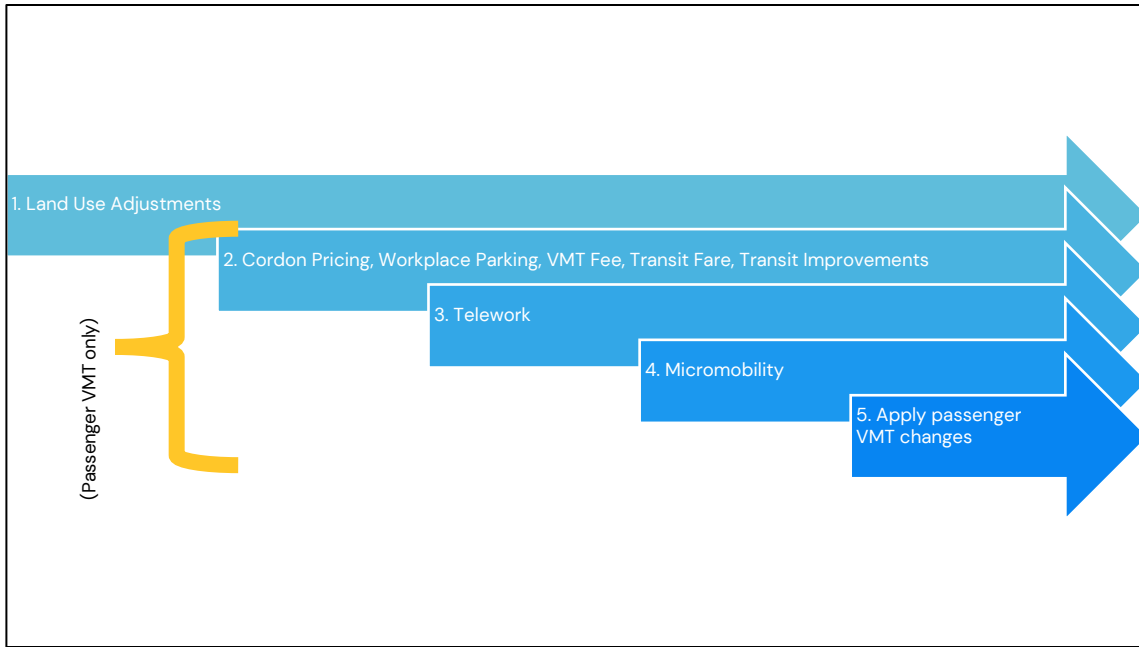 1. Land Use Adjustments
2. Cordon Pricing, Workplace Parking, VMT Fee, Transit Fare, Transit Improvements
3. Telework
4. Micromobility
5. Apply passenger
VMT changes
(Passenger VMT only)